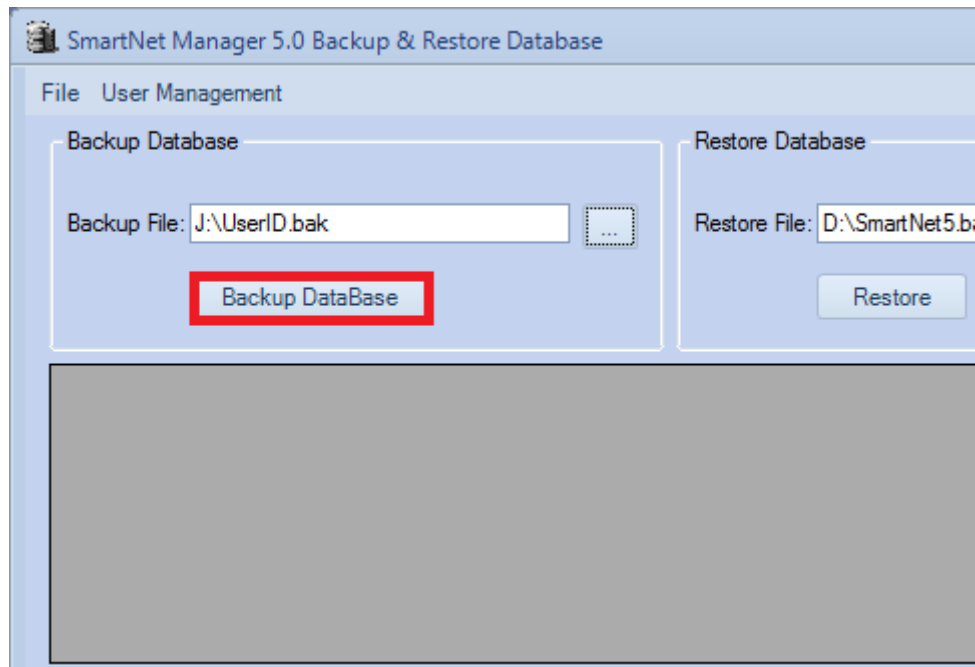 SmartNet Manager 5.0 Backup & Restore Database
File User Management
Backup Database
Backup File: J:\UserID.bak ...
Backup DataBase
Restore Database
Restore File: D:\SmartNet5.ba
Restore